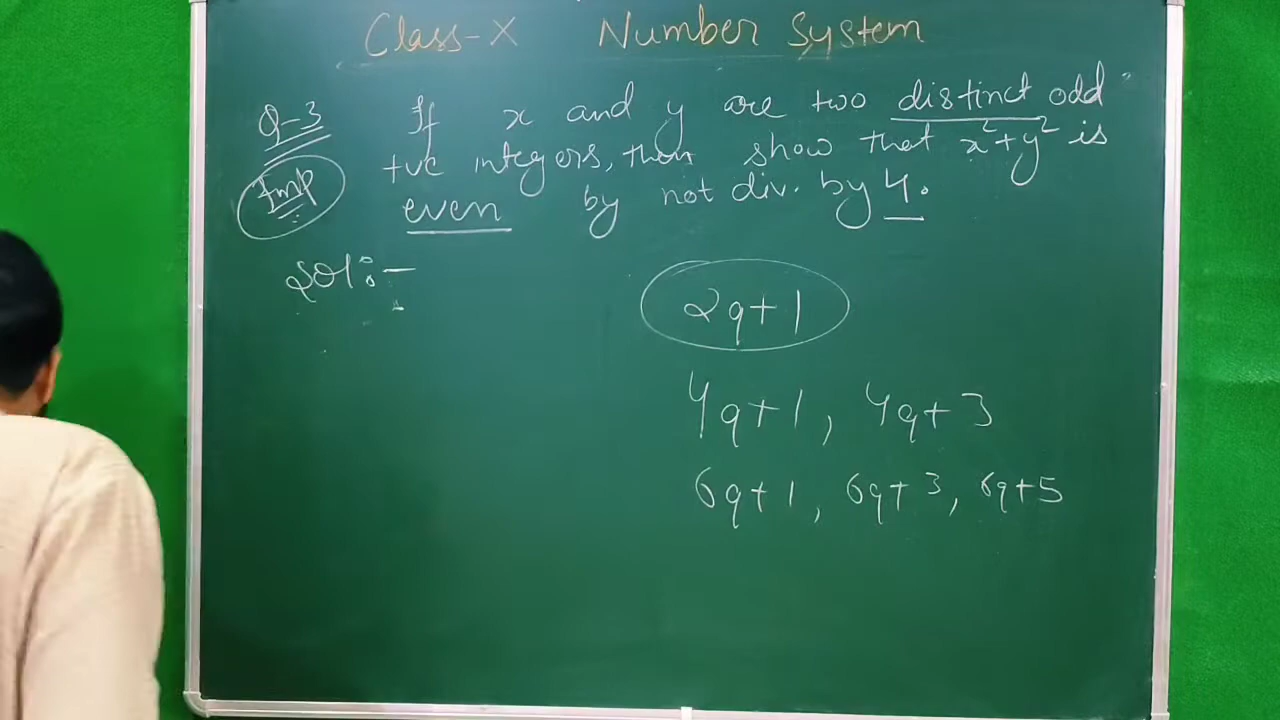 Class-X Number System
Q-3 If x and y are two distinct odd
Imp +ve integers, then show that x²+y² is
even by not div. by 4.
Sol:-
2q+1
4q+1, 4q+3
6q+1, 6q+3, 6q+5